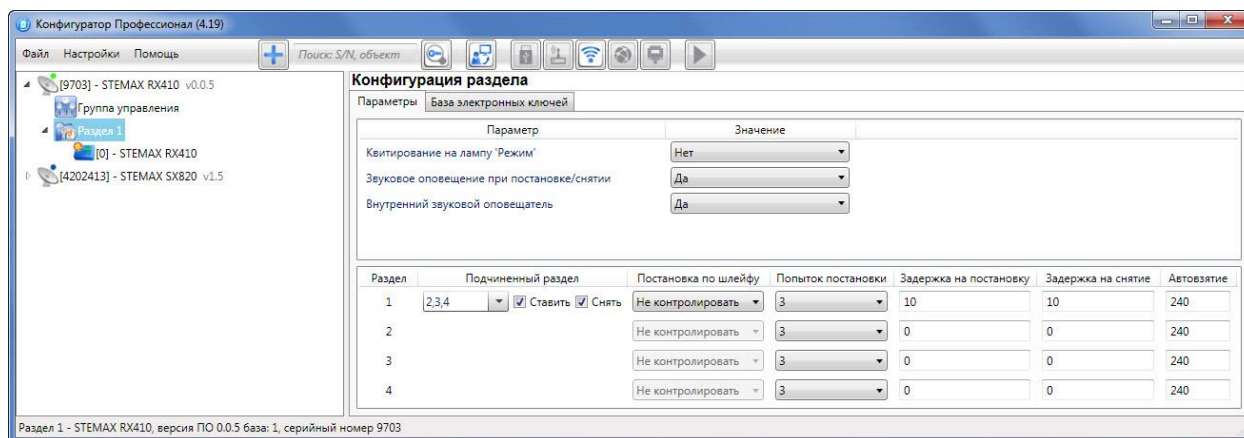 Конфигуратор Профессионал (4.19)
Файл Настройки Помощь Поиск: S/N, объект
[9703] - STEMAX RX410 v0.0.5
Группа управления
Раздел 1
[0] - STEMAX RX410
[4202413] - STEMAX SX820 v1.5
Конфигурация раздела
Параметры База электронных ключей
Параметр Значение
Квитирование на лампу 'Режим' Нет
Звуковое оповещение при постановке/снятии Да
Внутренний звуковой оповещатель Да
Раздел Подчиненный раздел Постановка по шлейфу Попыток постановки Задержка на постановку Задержка на снятие Автовзятие
1 2,3,4 Ставить Снять Не контролировать 3 10 10 240
2 Не контролировать 3 0 0 240
3 Не контролировать 3 0 0 240
4 Не контролировать 3 0 0 240
Раздел 1 - STEMAX RX410, версия ПО 0.0.5 база: 1, серийный номер 9703